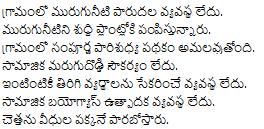 గ్రామంలో మురుగునీటి పారుదల వ్యవస్థ లేదు.
మురుగునీటిని శుద్ధి ప్లాంట్‌లోకి పంపిస్తున్నారు.
గ్రామంలో సంపూర్ణ పారిశుధ్య పథకం అమలవుతోంది.
సామాజిక మరుగుదొడ్డి సౌకర్యం లేదు.
ఇంటింటికీ తిరిగి వ్యర్థాలను సేకరించే వ్యవస్థ లేదు.
సామాజిక బయోగ్యాస్ ఉత్పాదక వ్యవస్థ లేదు.
చెత్తను వీధుల పక్కనే పారబోస్తారు.